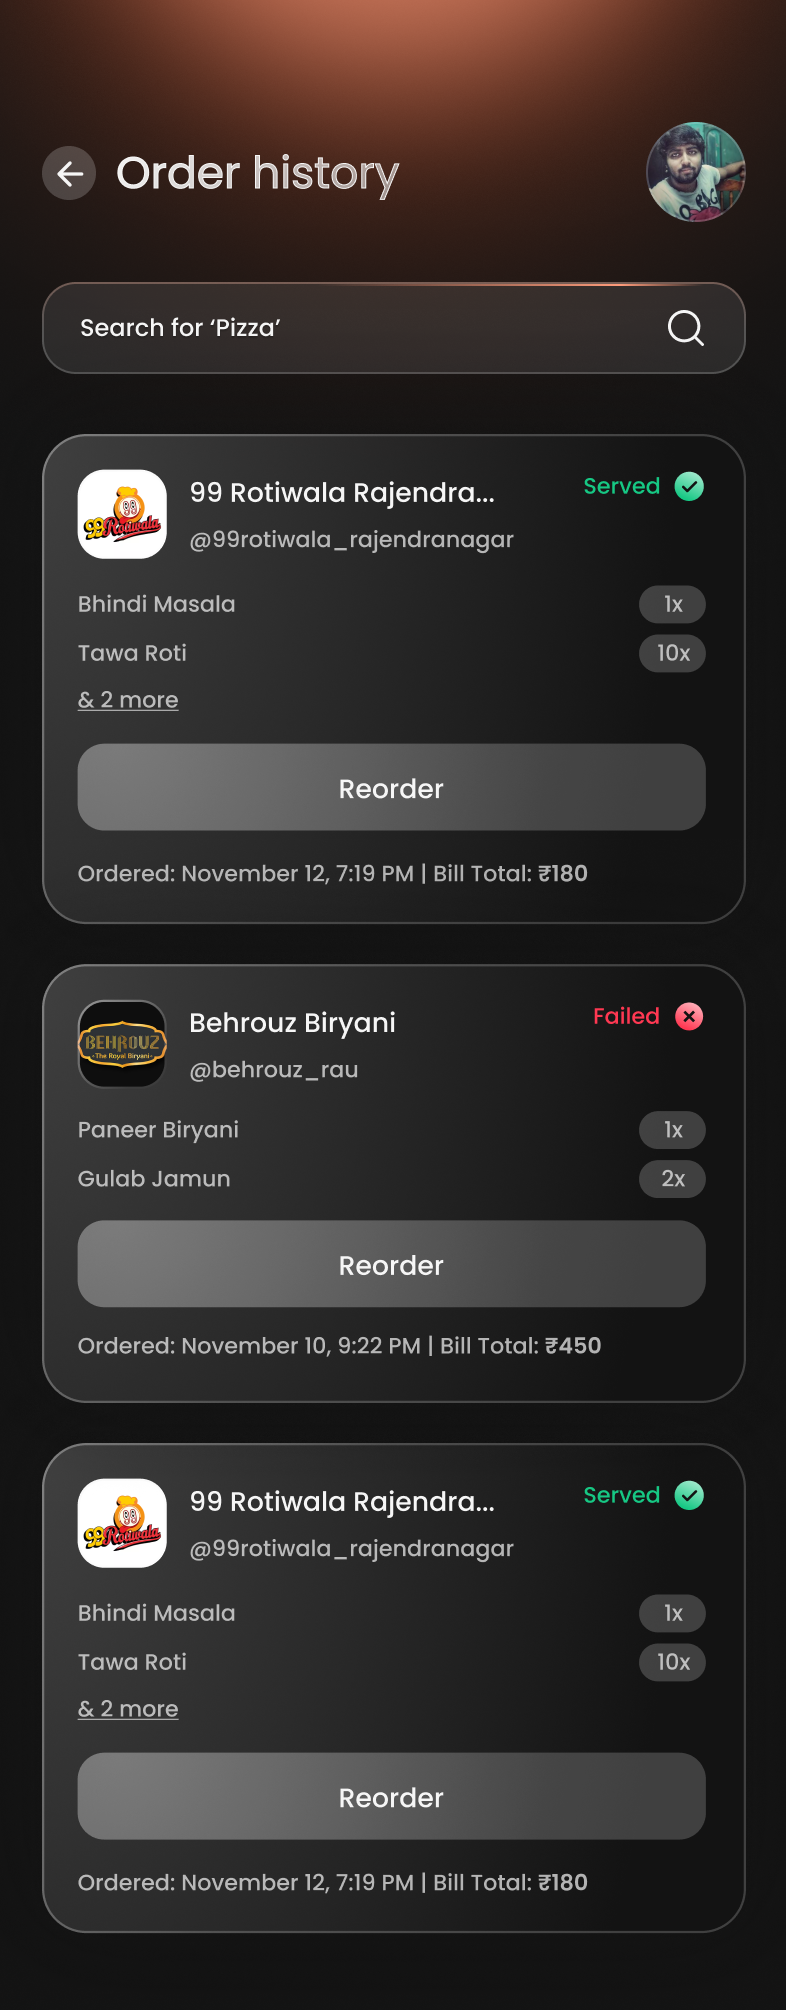 Order history
Search for ‘Pizza’
99 Rotiwala Rajendra...
Served
@99rotiwala_rajendranagar
Bhindi Masala
1x
Tawa Roti
10x
& 2 more
Reorder
Ordered: November 12, 7:19 PM | Bill Total: ₹180
BEHROUZ
The Royal Biryani
Behrouz Biryani
Failed
@behrouz_rau
Paneer Biryani
1x
Gulab Jamun
2x
Reorder
Ordered: November 10, 9:22 PM | Bill Total: ₹450
99 Rotiwala Rajendra...
Served
@99rotiwala_rajendranagar
Bhindi Masala
1x
Tawa Roti
10x
& 2 more
Reorder
Ordered: November 12, 7:19 PM | Bill Total: ₹180